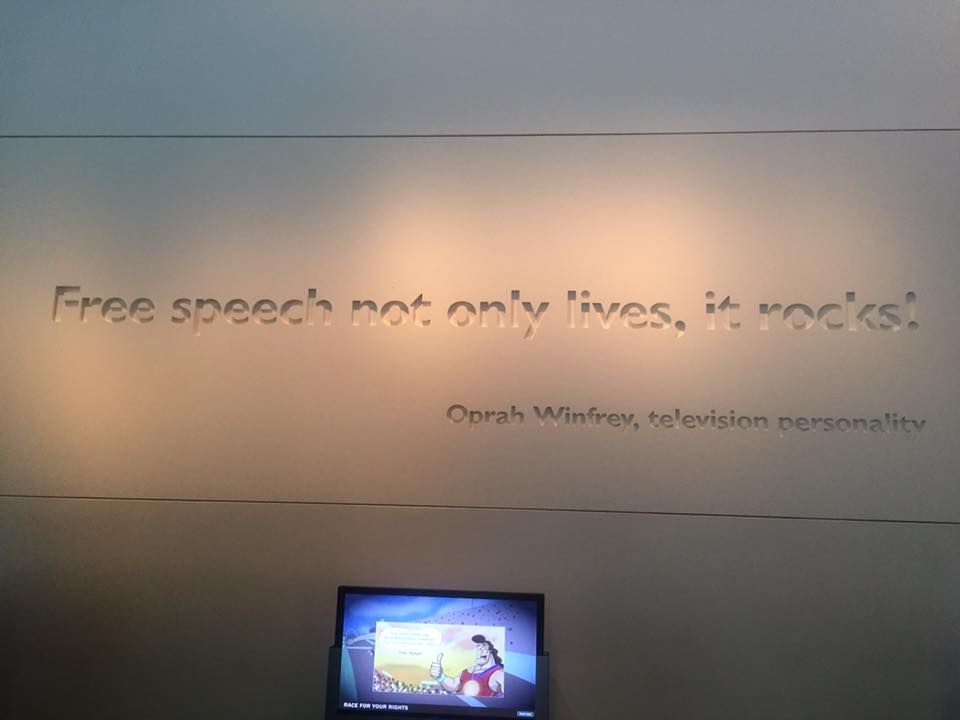 Free speech not only lives, it rocks!
Oprah Winfrey, television personality
RACE FOR YOUR RIGHTS